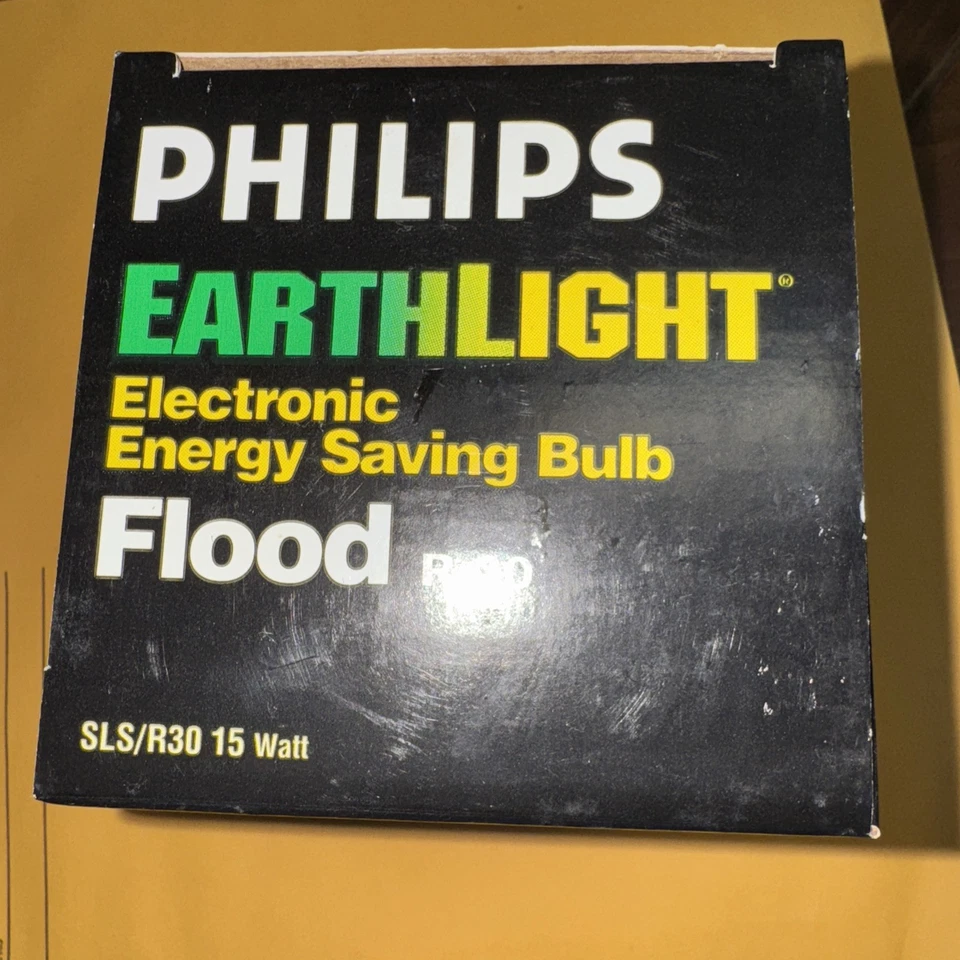 PHILIPS
EARTHLIGHT®
Electronic
Energy Saving Bulb
Flood
SLS/R30 15 Watt